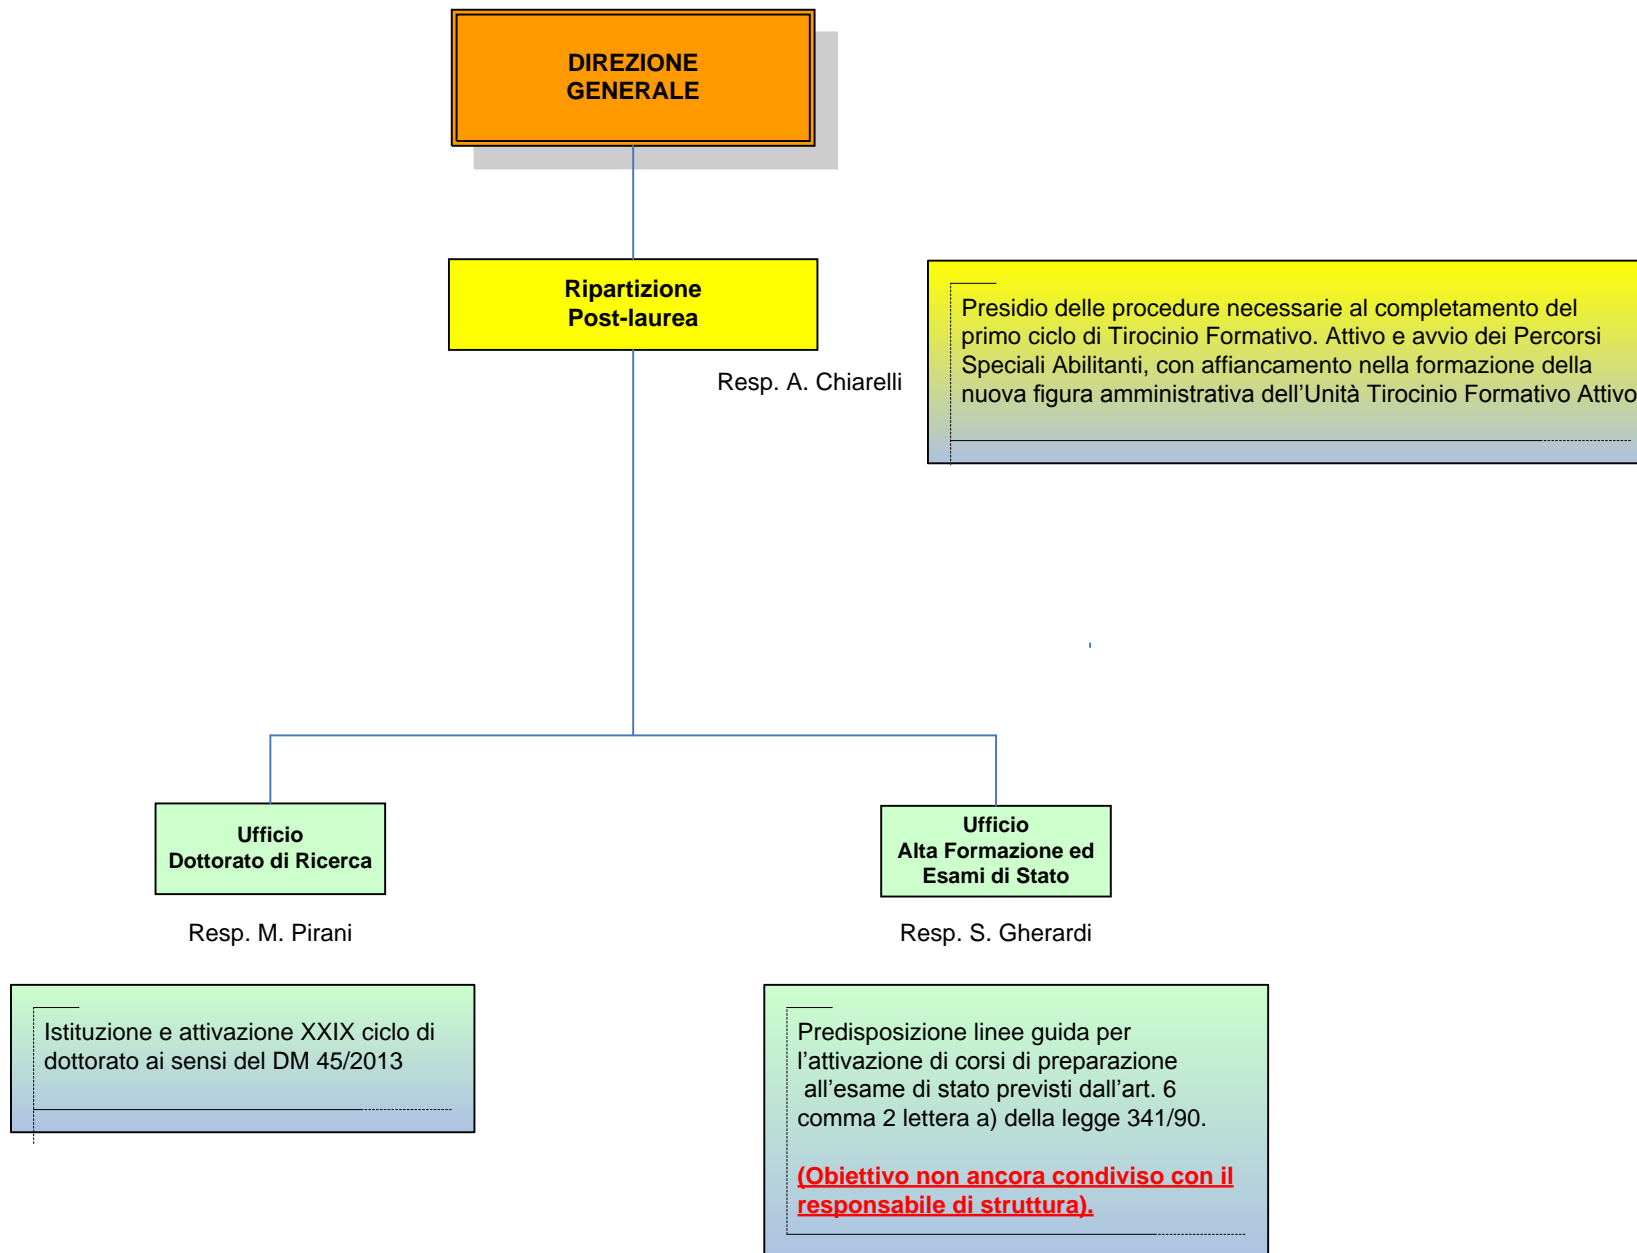 DIREZIONE
GENERALE
Ripartizione
Post-laurea
Resp. A. Chiarelli
Presidio delle procedure necessarie al completamento del
primo ciclo di Tirocinio Formativo. Attivo e avvio dei Percorsi
Speciali Abilitanti, con affiancamento nella formazione della
nuova figura amministrativa dell’Unità Tirocinio Formativo Attivo
Ufficio
Dottorato di Ricerca
Resp. M. Pirani
Istituzione e attivazione XXIX ciclo di
dottorato ai sensi del DM 45/2013
Ufficio
Alta Formazione ed
Esami di Stato
Resp. S. Gherardi
Predisposizione linee guida per
l’attivazione di corsi di preparazione
all’esame di stato previsti dall’art. 6
comma 2 lettera a) della legge 341/90.
(Obiettivo non ancora condiviso con il
responsabile di struttura).